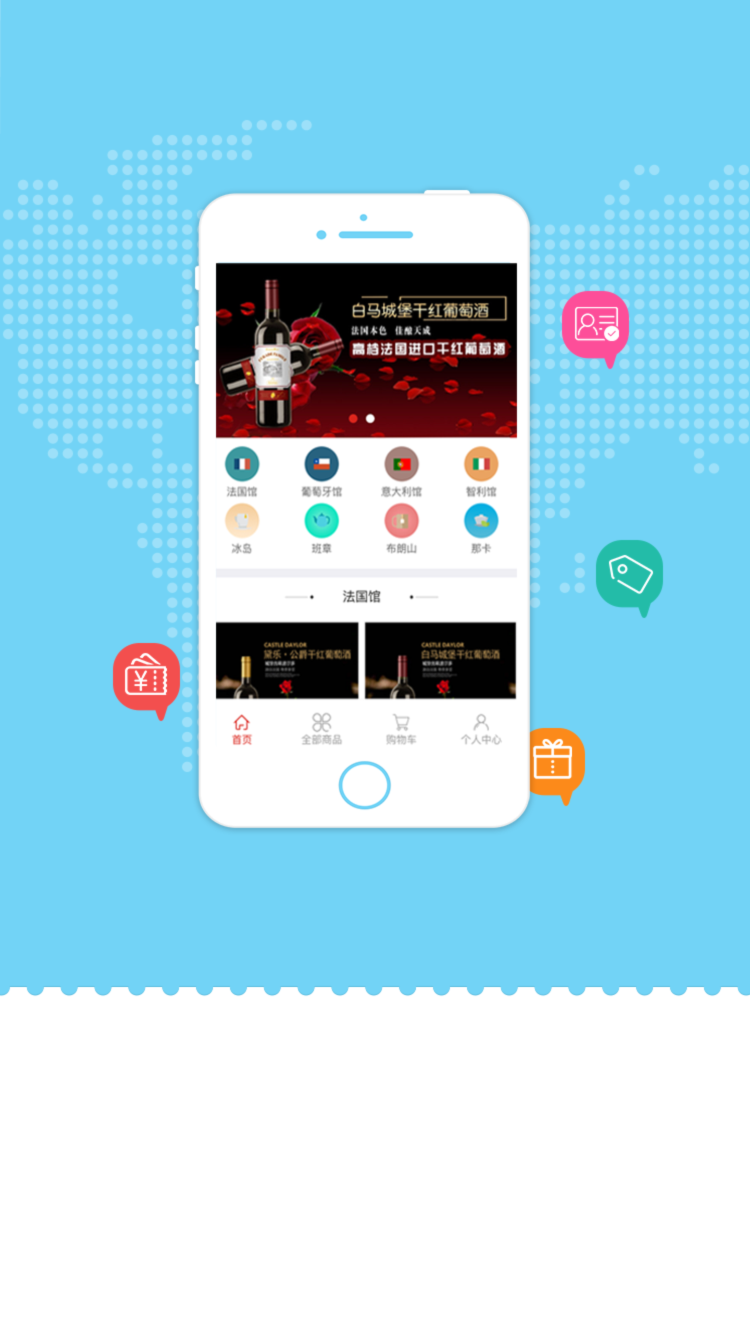 白马城堡干红葡萄酒
法国本色 佳酿天成
高档法国进口干红葡萄酒
法国馆 葡萄牙馆 意大利馆 智利馆
冰岛 班章 布朗山 那卡
法国馆
CASTLE DAYLOR
黛乐·公爵干红葡萄酒
CASTLE DAYLOR
白马城堡干红葡萄酒
¥
首页 全部商品 购物车 个人中心